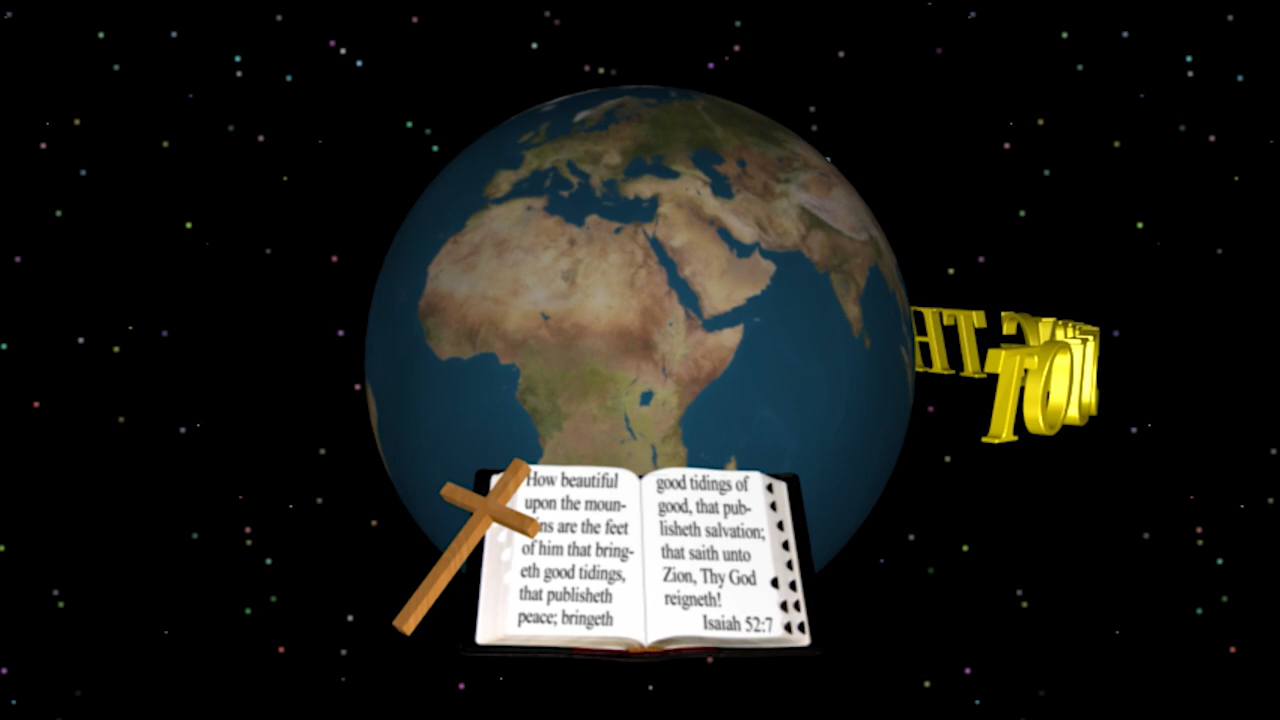 How beautiful
upon the moun-
are the feet
of him that bring-
eth good tidings,
that publisheth
peace; bringeth
good tidings of
good, that pub-
lisheth salvation;
that saith unto
Zion, Thy God
reigneth!
Isaiah 52:7